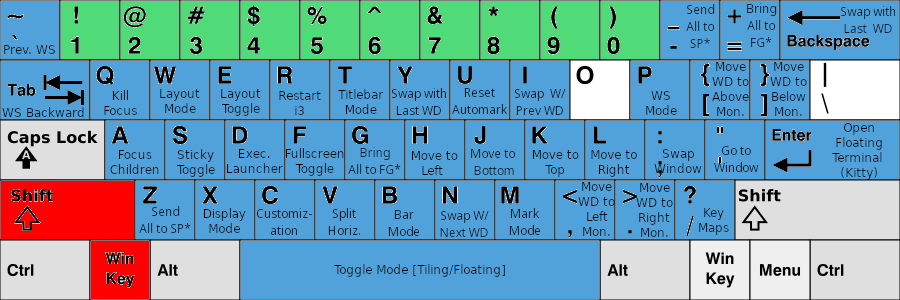 ~
` Prev. WS
!
1
@
2
#
3
$
4
%
5
^
6
&
7
*
8
(
9
)
0
_ Send
All to
- SP*
+ Bring
All to
= FG*
Swap with
Last WD
Backspace
Tab
WS Backward
Q
Kill
Focus
W
Layout
Mode
E
Layout
Toggle
R
Restart
i3
T
Titlebar
Mode
Y
Swap with
Last WD
U
Reset
Automark
I
Swap W/
Prev WD
O
P
WS
Mode
{ Move
WD to
[ Above
Mon.
} Move
WD to
] Below
Mon.
|
\
Caps Lock
A
A
Focus
Children
S
Sticky
Toggle
D
Exec.
Launcher
F
Fullscreen
Toggle
G
Bring
All to FG*
H
Move to
Left
J
Move to
Bottom
K
Move to
Top
L
Move to
Right
:
; Swap
Window
"
' Go to
Window
Enter
Open
Floating
Terminal
(Kitty)
Shift
Z
Send
All to SP*
X
Display
Mode
C
Customiz-
ation
V
Split
Horiz.
B
Bar
Mode
N
Swap W/
Next WD
M
Mark
Mode
< Move
WD to
Left
, Mon.
> Move
WD to
Right
. Mon.
?
/ Key
Maps
Shift
Ctrl
Win
Key
Alt
Toggle Mode [Tiling/Floating]
Alt
Win
Key
Menu
Ctrl